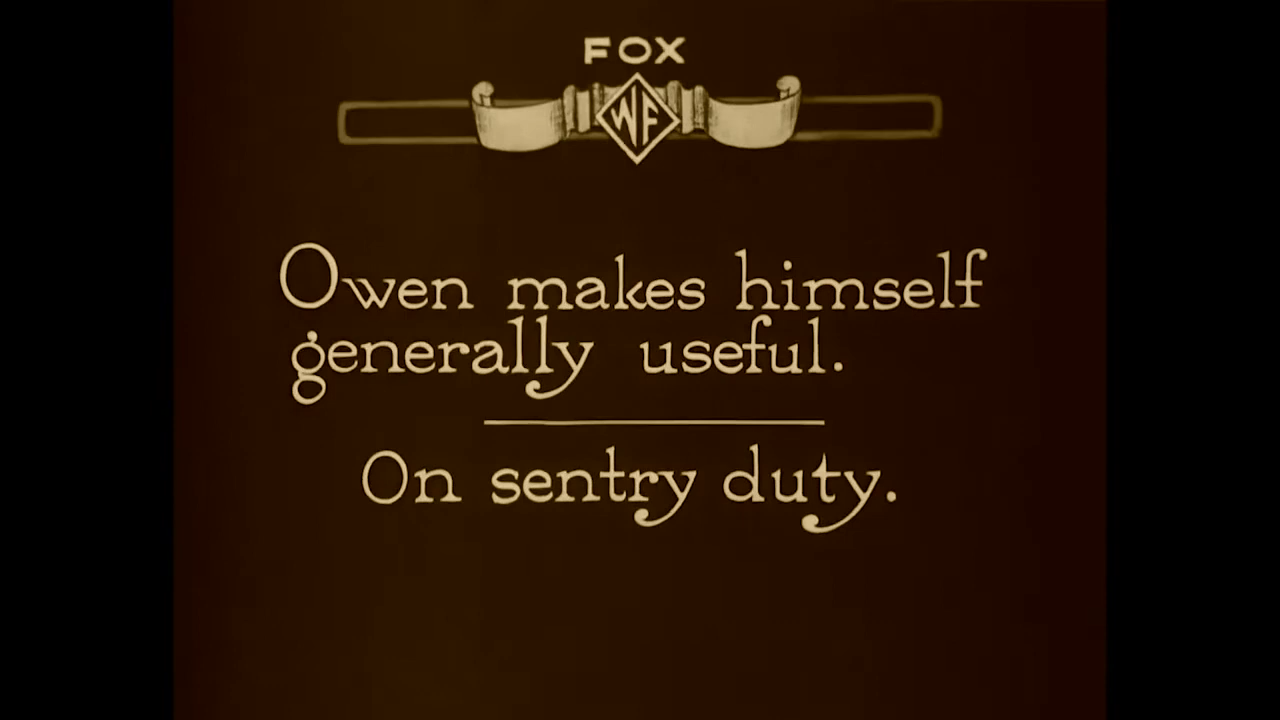 FOX
WF
Owen makes himself
generally useful.
On sentry duty.